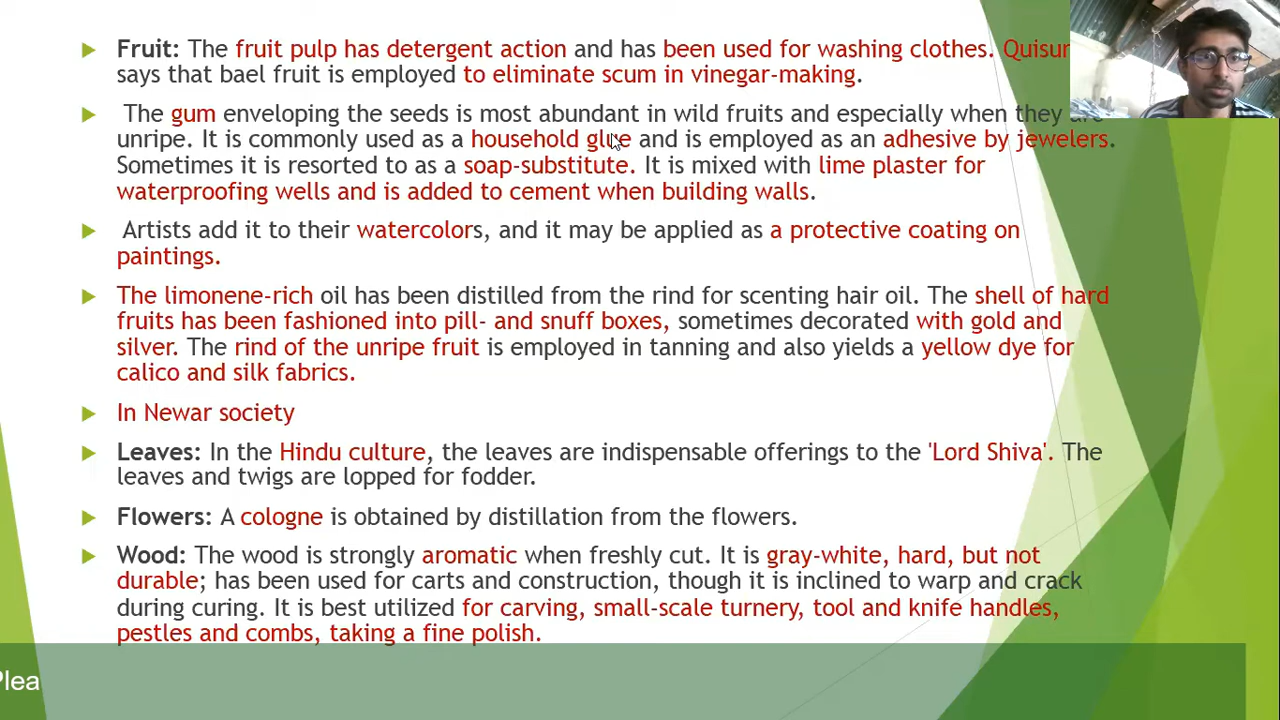 Fruit: The fruit pulp has detergent action and has been used for washing clothes. Quisum
says that bael fruit is employed to eliminate scum in vinegar-making.
The gum enveloping the seeds is most abundant in wild fruits and especially when they are
unripe. It is commonly used as a household glue and is employed as an adhesive by jewelers.
Sometimes it is resorted to as a soap-substitute. It is mixed with lime plaster for
waterproofing wells and is added to cement when building walls.
Artists add it to their watercolors, and it may be applied as a protective coating on
paintings.
The limonene-rich oil has been distilled from the rind for scenting hair oil. The shell of hard
fruits has been fashioned into pill- and snuff boxes, sometimes decorated with gold and
silver. The rind of the unripe fruit is employed in tanning and also yields a yellow dye for
calico and silk fabrics.
In Newar society
Leaves: In the Hindu culture, the leaves are indispensable offerings to the 'Lord Shiva'. The
leaves and twigs are lopped for fodder.
Flowers: A cologne is obtained by distillation from the flowers.
Wood: The wood is strongly aromatic when freshly cut. It is gray-white, hard, but not
durable; has been used for carts and construction, though it is inclined to warp and crack
during curing. It is best utilized for carving, small-scale turnery, tool and knife handles,
pestles and combs, taking a fine polish.
Plea